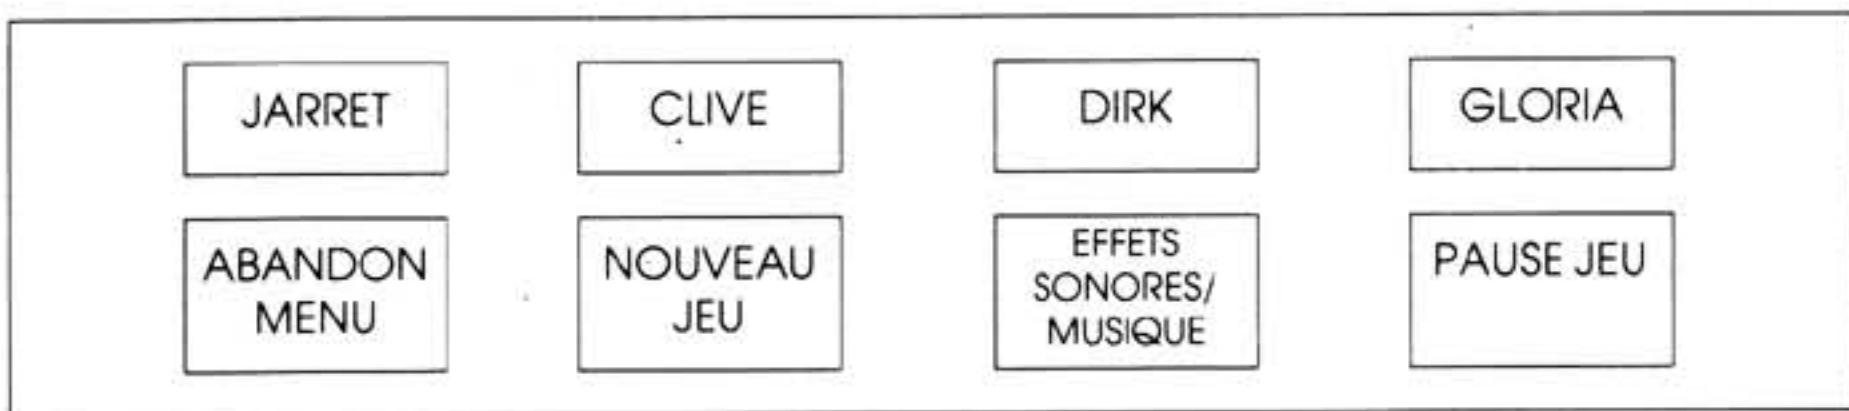 JARRET
CLIVE
DIRK
GLORIA
ABANDON
MENU
NOUVEAU
JEU
EFFETS
SONORES/
MUSIQUE
PAUSE JEU